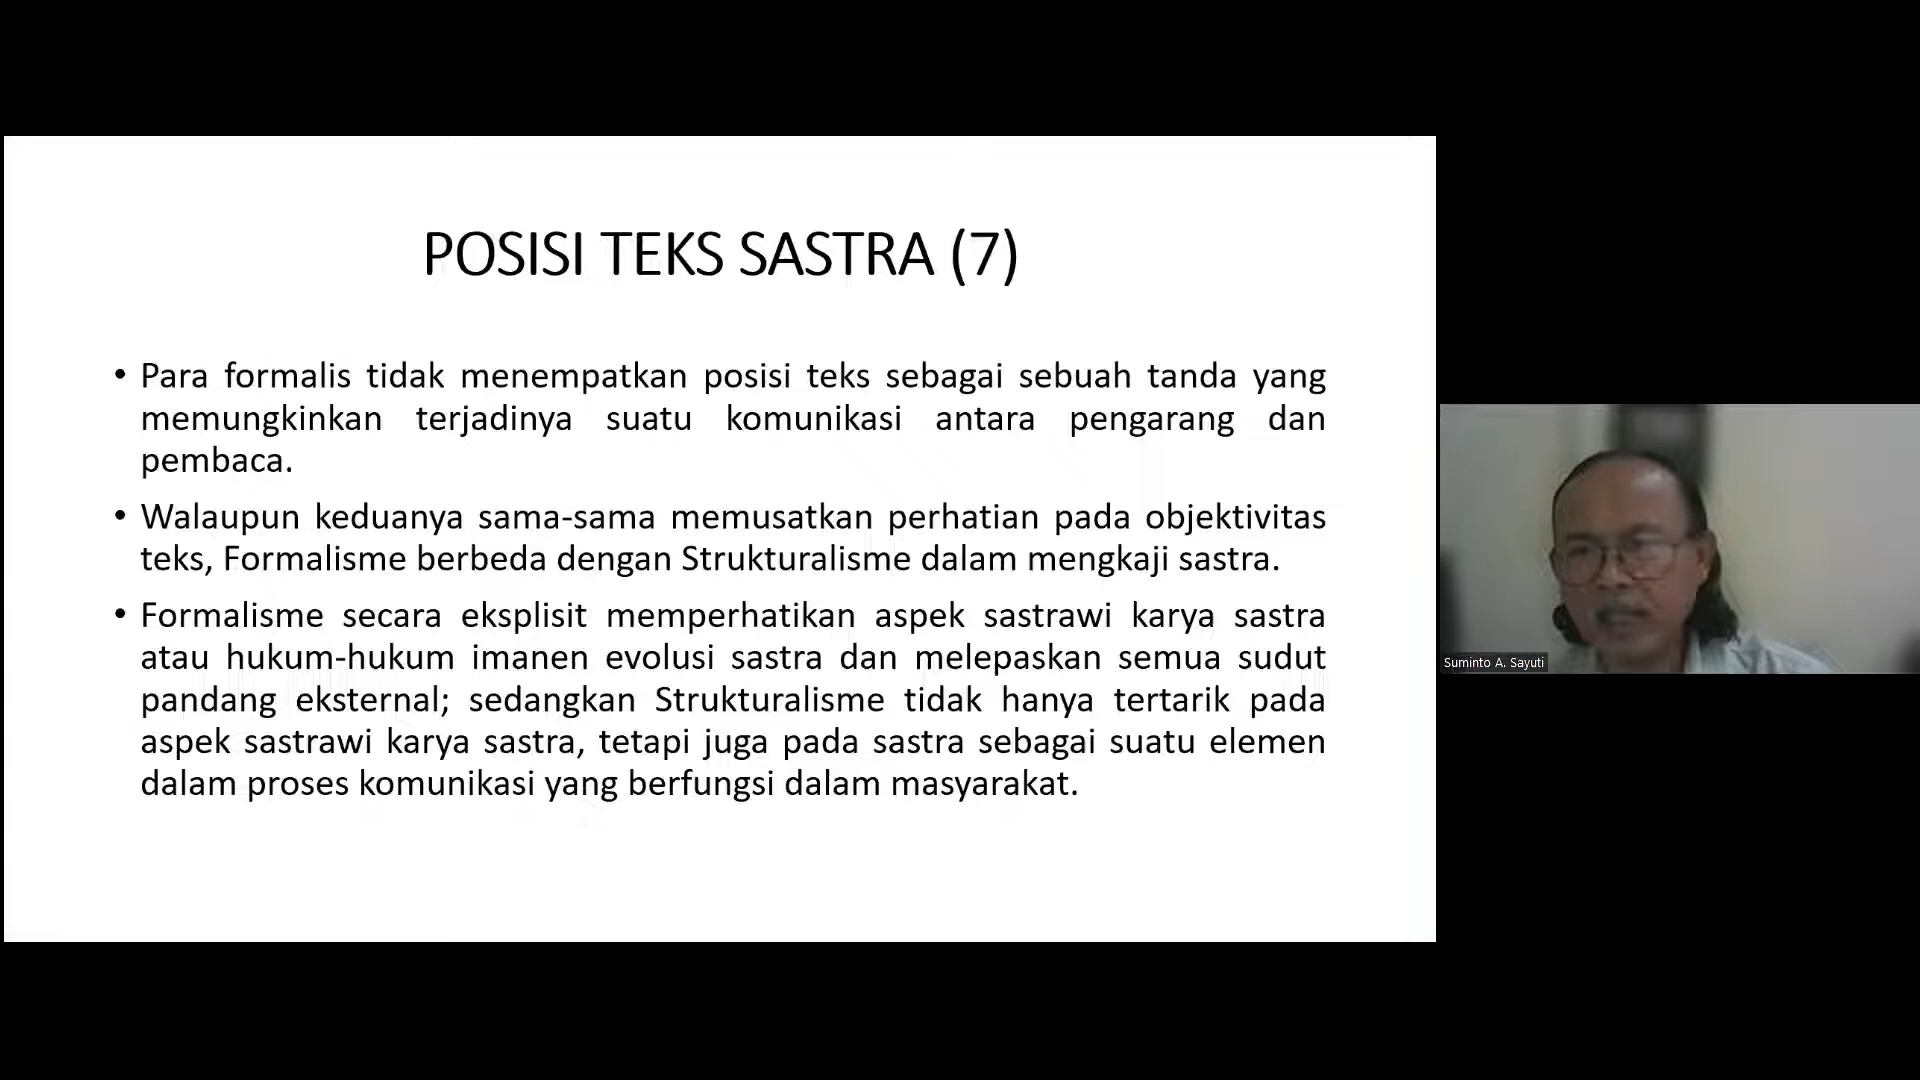 POSISI TEKS SASTRA (7)
• Para formalis tidak menempatkan posisi teks sebagai sebuah tanda yang
memungkinkan terjadinya suatu komunikasi antara pengarang dan
pembaca.
• Walaupun keduanya sama-sama memusatkan perhatian pada objektivitas
teks, Formalisme berbeda dengan Strukturalisme dalam mengkaji sastra.
• Formalisme secara eksplisit memperhatikan aspek sastrawi karya sastra
atau hukum-hukum imanen evolusi sastra dan melepaskan semua sudut
pandang eksternal; sedangkan Strukturalisme tidak hanya tertarik pada
aspek sastrawi karya sastra, tetapi juga pada sastra sebagai suatu elemen
dalam proses komunikasi yang berfungsi dalam masyarakat.
Suminto A. Sayuti